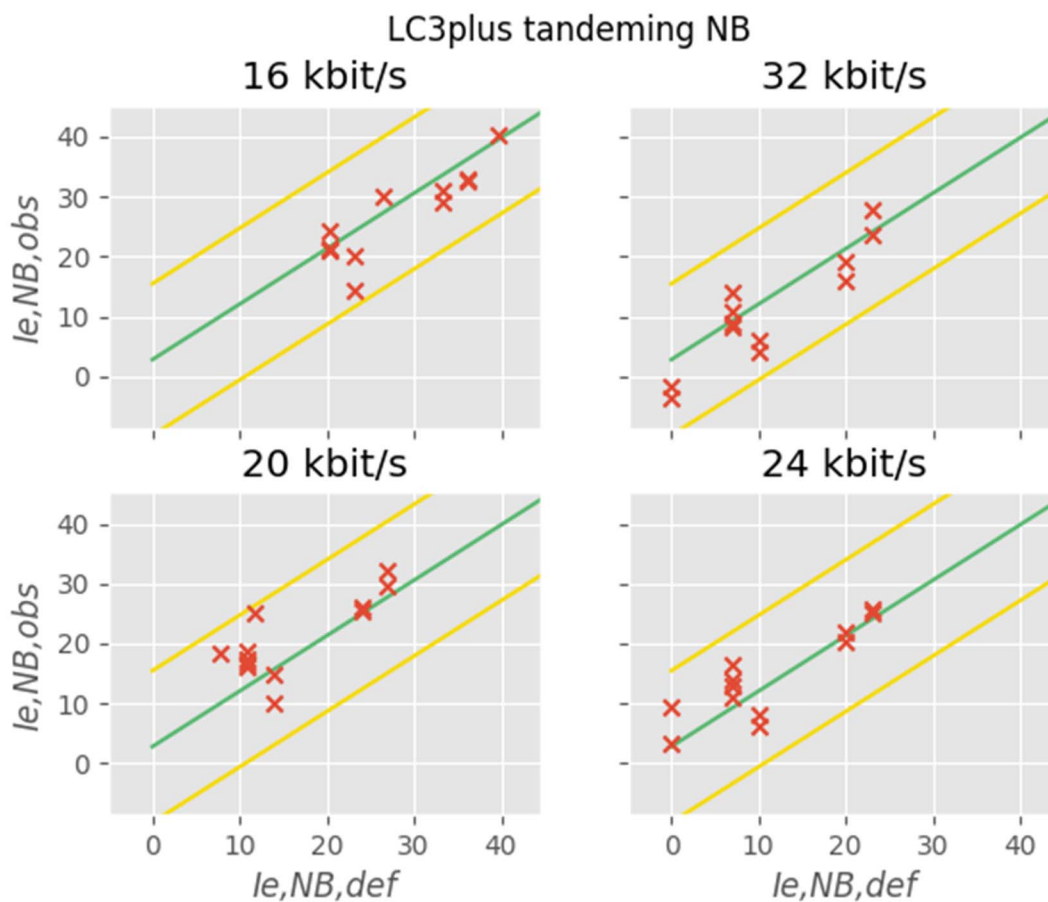 LC3plus tandeming NB
16 kbit/s
32 kbit/s
40
30
20
10
0
Ie,NB,obs
20 kbit/s
24 kbit/s
40
30
20
10
0
Ie,NB,obs
0 10 20 30 40
0 10 20 30 40
Ie,NB,def
Ie,NB,def